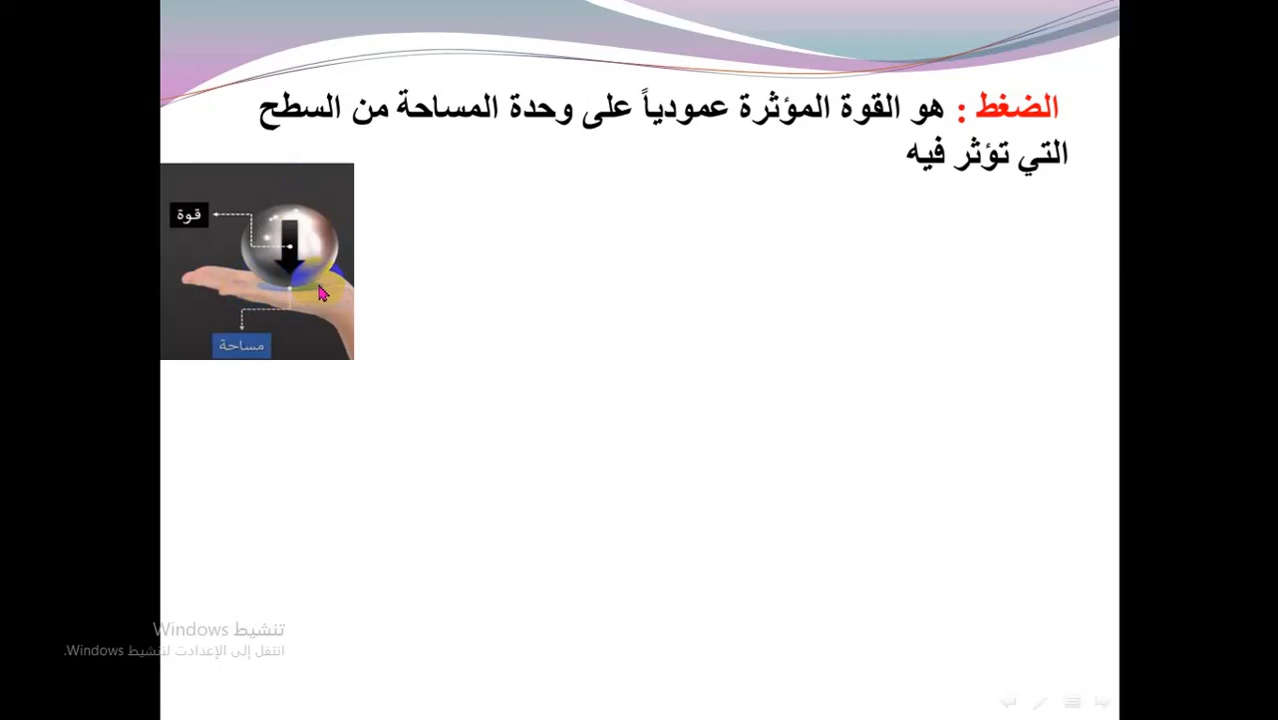 الضغط : هو القوة المؤثرة عمودياً على وحدة المساحة من السطح
التي تؤثر فيه
قوة
مساحة
تنشيط Windows
انتقل إلى الإعدادت لتنشيط Windows.